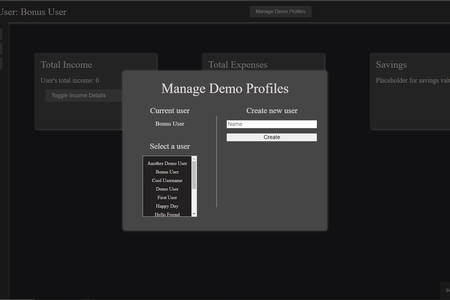 User: Bonus User
Manage Demo Profiles
Total Income
User's total income: 0
Toggle Income Details
Total Expenses
Savings
Placeholder for savings val
Manage Demo Profiles
Current user
Bonus User
Select a user
Another Demo User
Bonus User
Cool Username
Demo User
First User
Happy Day
Hello Friend
Create new user
Name
Create